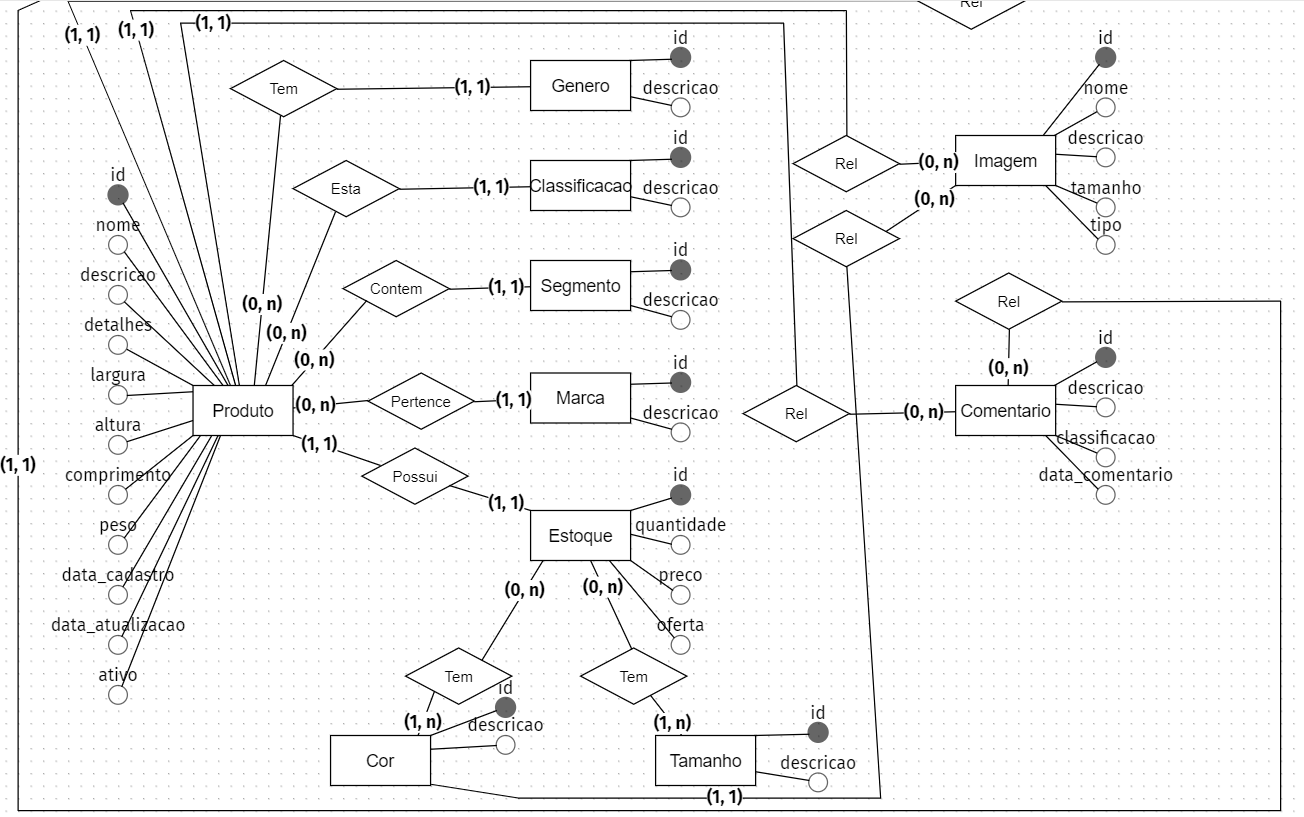 Rel
(1, 1)
(1, 1)
(1, 1)
Tem
(1, 1)
Genero
id
descricao
Esta
(1, 1)
Classificacao
id
descricao
Contem
(1, 1)
Segmento
id
descricao
(0, n)
(0, n)
(0, n)
(0, n)
Pertence
(1, 1)
Marca
id
descricao
Produto
id
nome
descricao
detalhes
largura
altura
comprimento
peso
data_cadastro
data_atualizacao
ativo
(1, 1)
(1, 1)
Possui
(1, 1)
Estoque
id
quantidade
preco
oferta
(0, n)
(0, n)
Tem
Tem
(1, n)
(1, n)
Cor
id
descricao
Tamanho
id
descricao
(1, 1)
Rel
(0, n)
Imagem
id
nome
descricao
tamanho
tipo
Rel
(0, n)
Rel
(0, n)
Rel
(0, n)
Comentario
id
descricao
classificacao
data_comentario